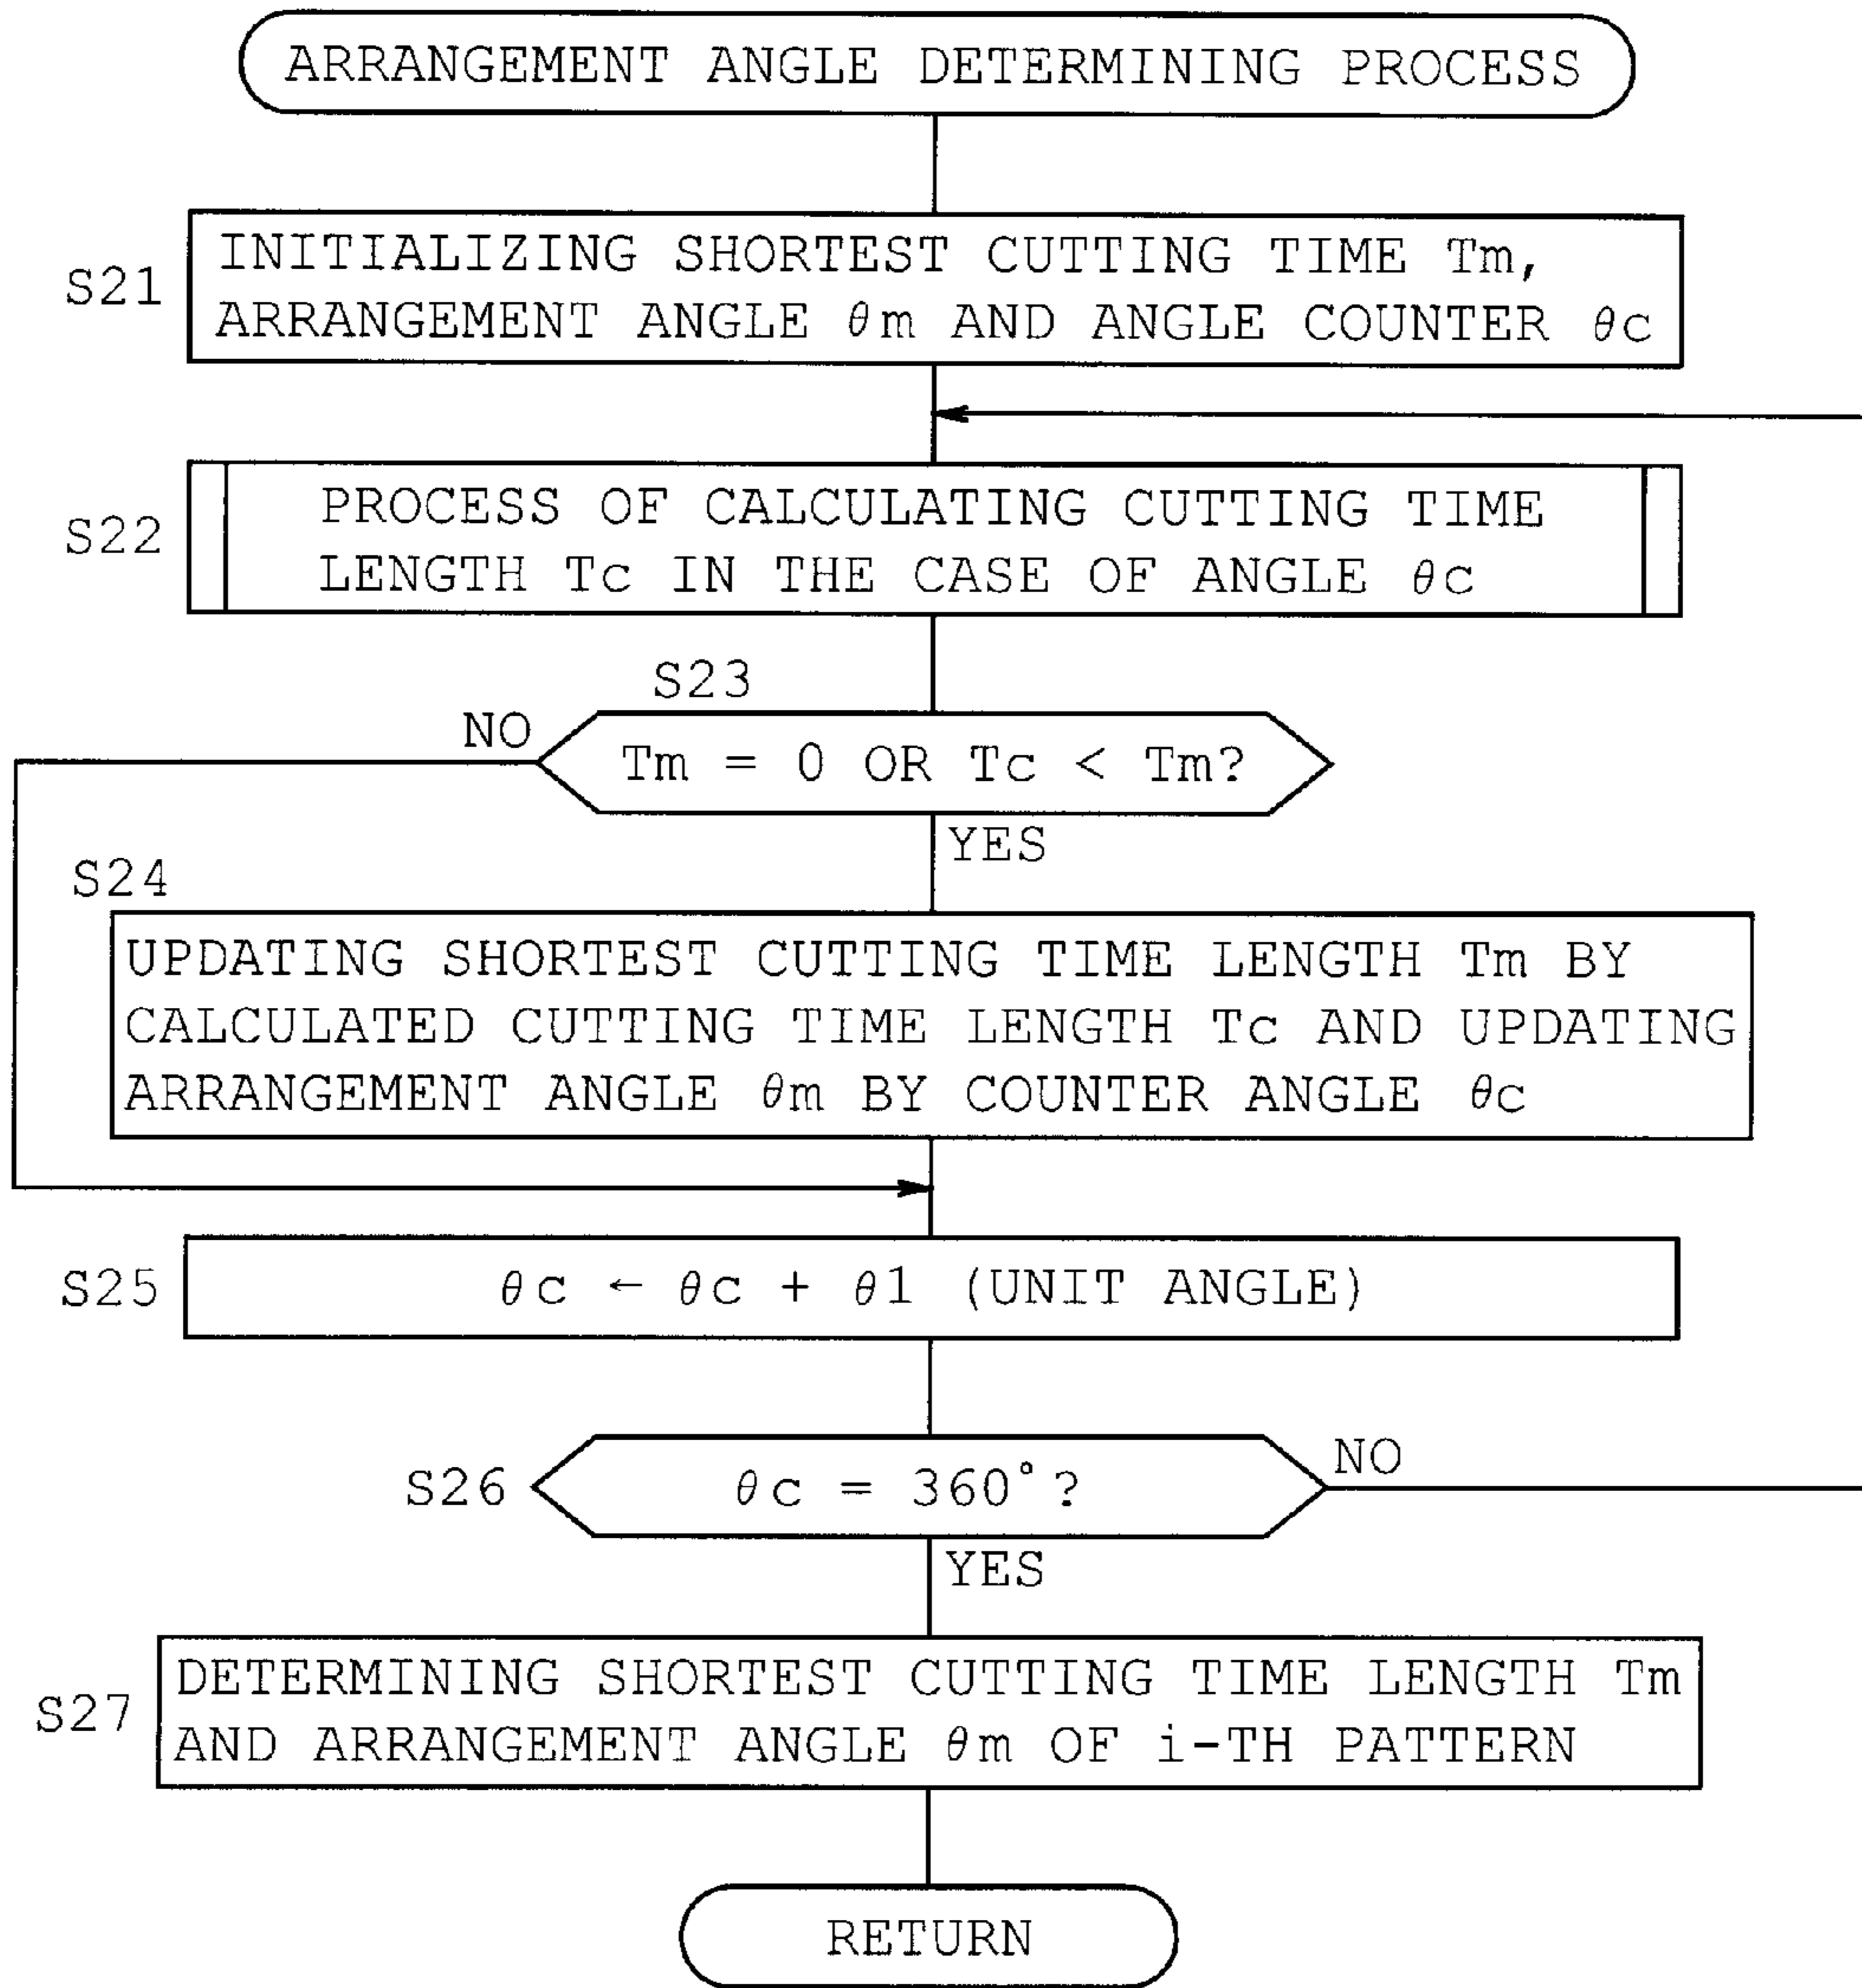 ARRANGEMENT ANGLE DETERMINING PROCESS
S21
INITIALIZING SHORTEST CUTTING TIME Tm,
ARRANGEMENT ANGLE θm AND ANGLE COUNTER θc
S22
PROCESS OF CALCULATING CUTTING TIME
LENGTH Tc IN THE CASE OF ANGLE θc
S23
NO
Tm = 0 OR Tc < Tm?
YES
S24
UPDATING SHORTEST CUTTING TIME LENGTH Tm BY
CALCULATED CUTTING TIME LENGTH Tc AND UPDATING
ARRANGEMENT ANGLE θm BY COUNTER ANGLE θc
S25
θc ← θc + θ1 (UNIT ANGLE)
S26
θc = 360°?
NO
YES
S27
DETERMINING SHORTEST CUTTING TIME LENGTH Tm
AND ARRANGEMENT ANGLE θm OF i-TH PATTERN
RETURN